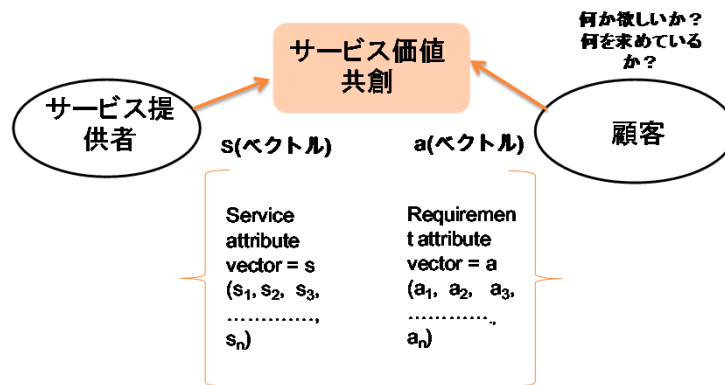 サービス価値
共創
何か欲しいか？
何を求めている
か？
サービス提
供者
顧客
s(ベクトル)
a(ベクトル)
Service
attribute
vector = s
(s₁, s₂, s₃,
.............,
sₙ)
Requiremen
t attribute
vector = a
(a₁, a₂, a₃,
.............,
aₙ)